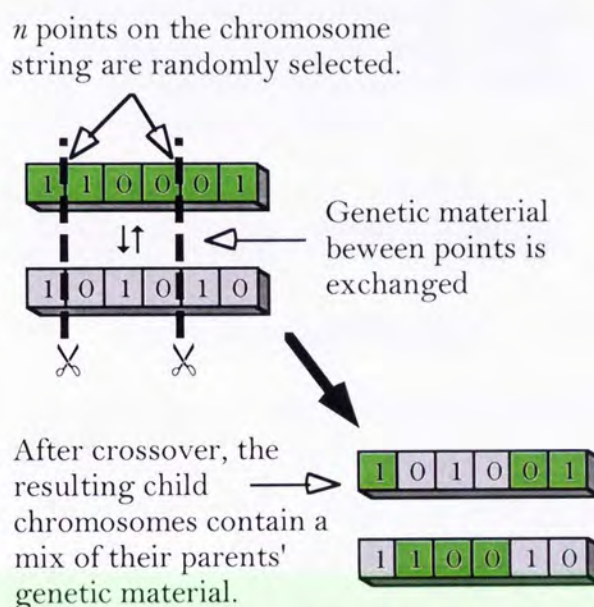 n points on the chromosome
string are randomly selected.
1 1 0 0 0 1
Genetic material
beween points is
exchanged
1 0 1 0 1 0
After crossover, the
resulting child
chromosomes contain a
mix of their parents'
genetic material.
1 0 1 0 0 1
1 1 0 0 1 0